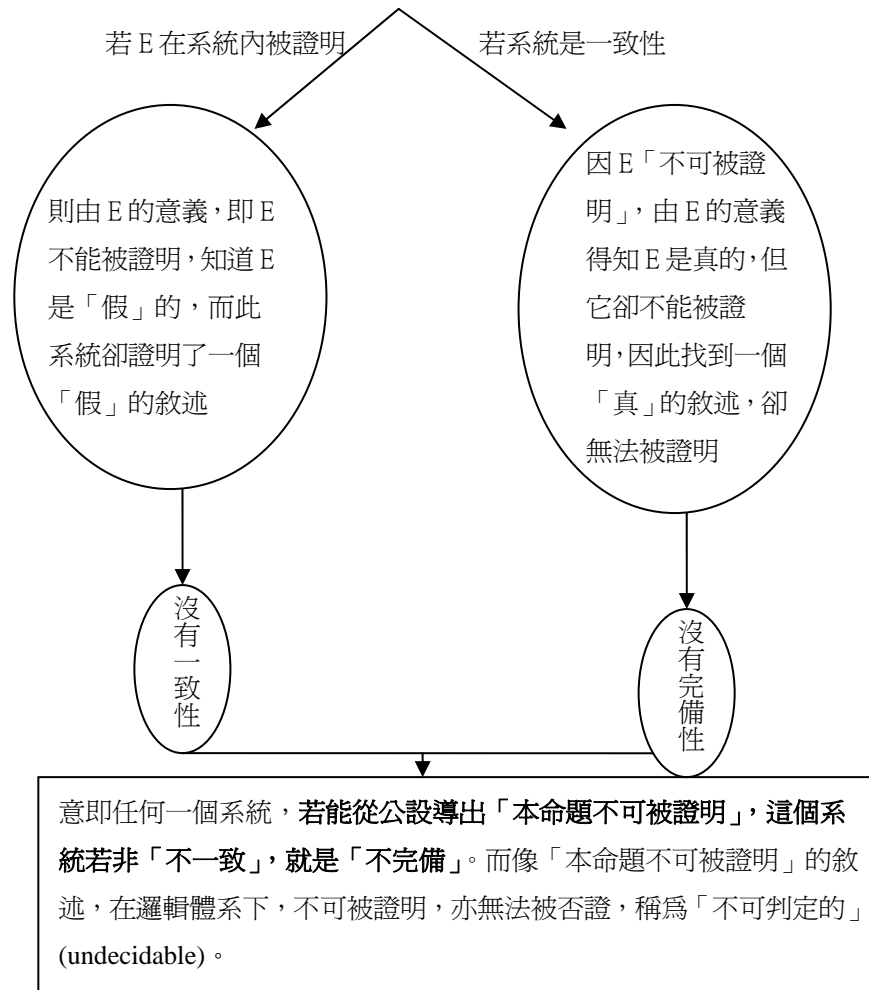 若 E 在系統內被證明
若系統是一致性
則由 E 的意義，即 E
不能被證明，知道 E
是「假」的，而此
系統卻證明了一個
「假」的敘述
因 E「不可被證
明」，由 E 的意義
得知 E 是真的，但
它卻不能被證
明，因此找到一個
「真」的敘述，卻
無法被證明
沒有一致性
沒有完備性
意即任何一個系統，若能從公設導出「本命題不可被證明」，這個系
統若非「不一致」，就是「不完備」。而像「本命題不可被證明」的敘
述，在邏輯體系下，不可被證明，亦無法被否證，稱爲「不可判定的」
(undecidable)。